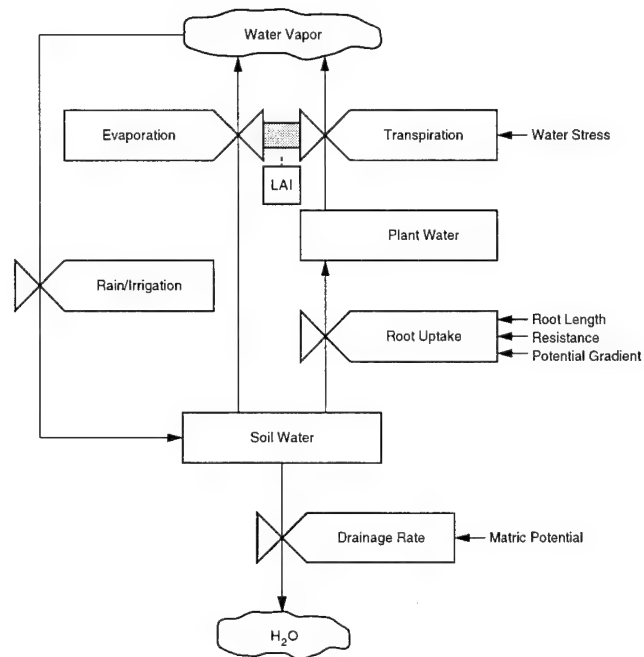 Water Vapor
Evaporation
Transpiration
Water Stress
LAI
Plant Water
Rain/Irrigation
Root Uptake
Root Length
Resistance
Potential Gradient
Soil Water
Drainage Rate
Matric Potential
H₂O